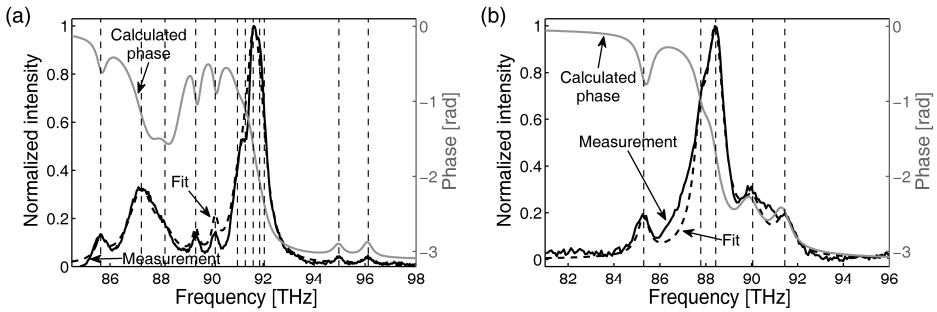 (a)
Normalized intensity
1
0.8
0.6
0.4
0.2
0
Calculated
phase
Fit
Measurement
86 88 90 92 94 96 98
Frequency [THz]
0
−1
−2
−3
Phase [rad]
(b)
Normalized intensity
1
0.8
0.6
0.4
0.2
0
Calculated
phase
Measurement
Fit
82 84 86 88 90 92 94 96
Frequency [THz]
0
−1
−2
−3
Phase [rad]